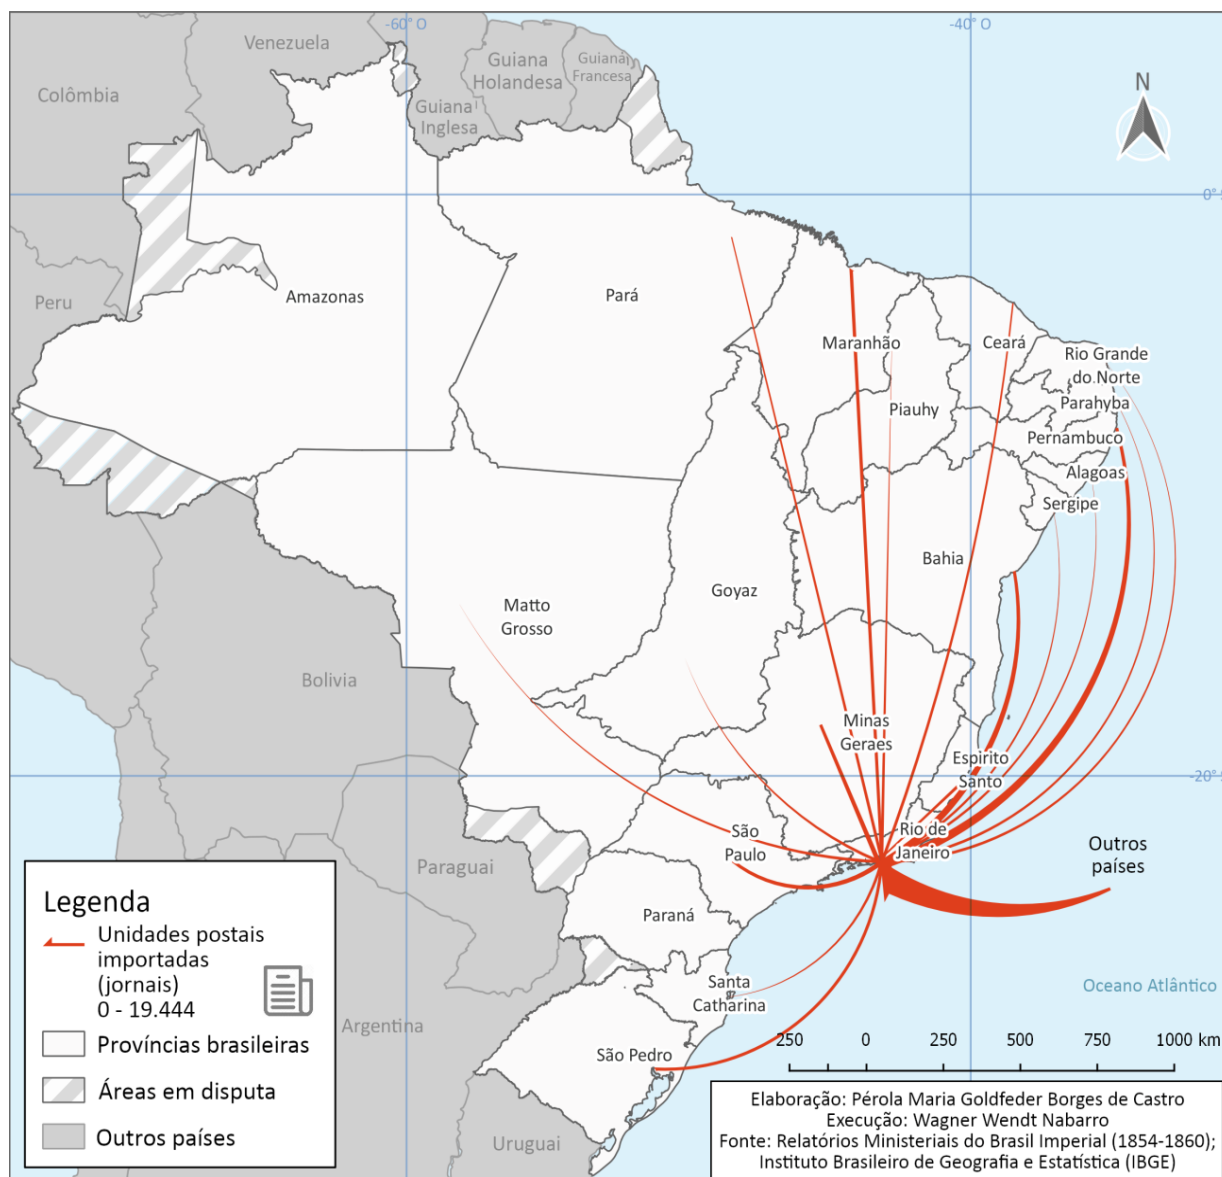 -60° O
-40° O
Venezuela
Colômbia
Guiana
Holandesa
Guiana
Francesa
Guiana
Inglesa
N
0°
Peru
Amazonas
Pará
Maranhão
Ceará
Rio Grande
do Norte
Piauhy
Parahyba
Pernambuco
Alagoas
Sergipe
Bahia
Goyaz
Matto
Grosso
Bolivia
Minas
Geraes
Espirito
Santo
-20°
São
Paulo
Rio de
Janeiro
Outros
países
Paraguai
Paraná
Santa
Catharina
Oceano Atlântico
Argentina
São Pedro
Uruguai
250 0 250 500 750 1000 km
Legenda
Unidades postais
importadas
(jornais)
0 - 19.444
Províncias brasileiras
Áreas em disputa
Outros países
Elaboração: Pérola Maria Goldfeder Borges de Castro
Execução: Wagner Wendt Nabarro
Fonte: Relatórios Ministeriais do Brasil Imperial (1854-1860);
Instituto Brasileiro de Geografia e Estatística (IBGE)